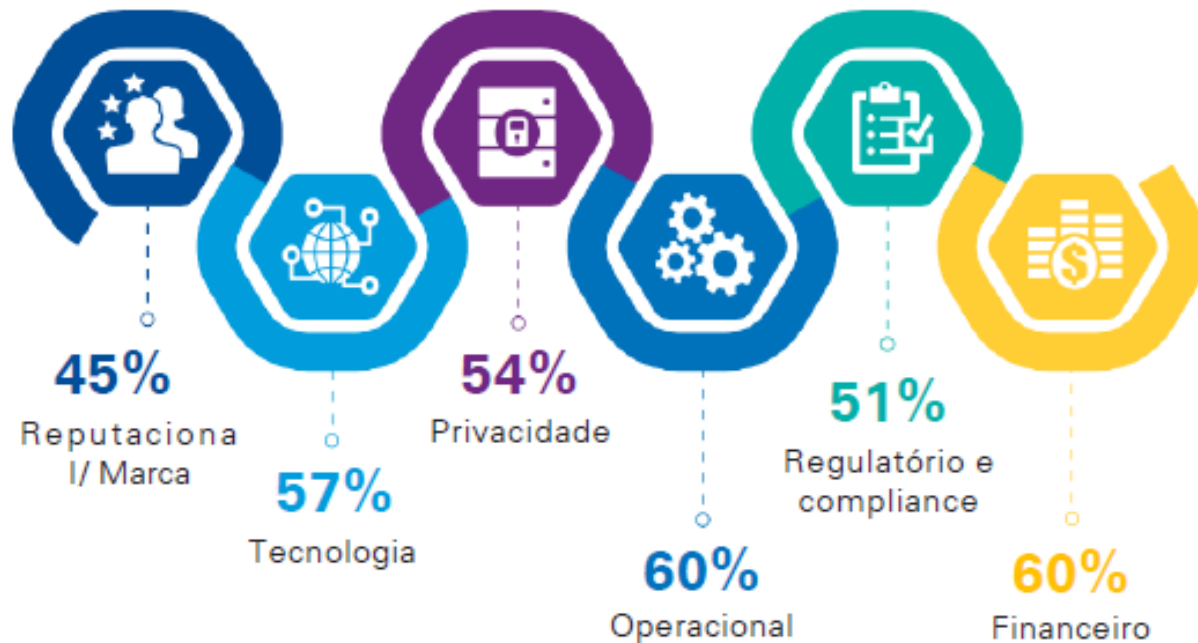 45%
Reputaciona
l/ Marca
57%
Tecnologia
54%
Privacidade
60%
Operacional
51%
Regulatório e
compliance
60%
Financeiro
$